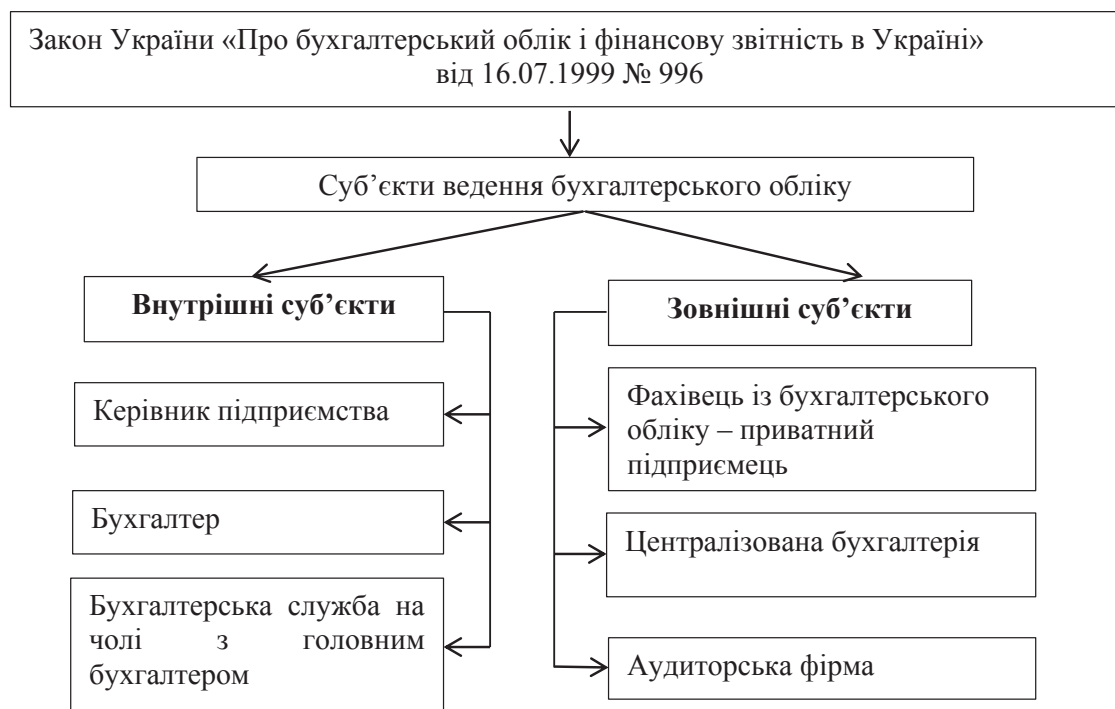 Закон України «Про бухгалтерський облік і фінансову звітність в Україні»
від 16.07.1999 № 996
Суб’єкти ведення бухгалтерського обліку
Внутрішні суб’єкти
Керівник підприємства
Бухгалтер
Бухгалтерська служба на
чолі з головним
бухгалтером
Зовнішні суб’єкти
Фахівець із бухгалтерського
обліку – приватний
підприємець
Централізована бухгалтерія
Аудиторська фірма